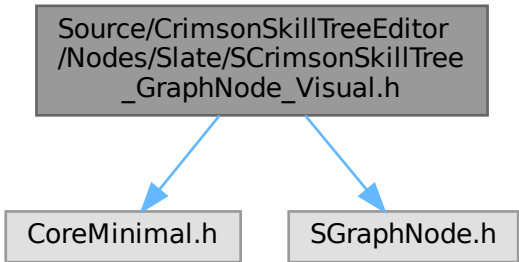 Source/CrimsonSkillTreeEditor
/Nodes/Slate/SCrimsonSkillTree
_GraphNode_Visual.h
CoreMinimal.h
SGraphNode.h